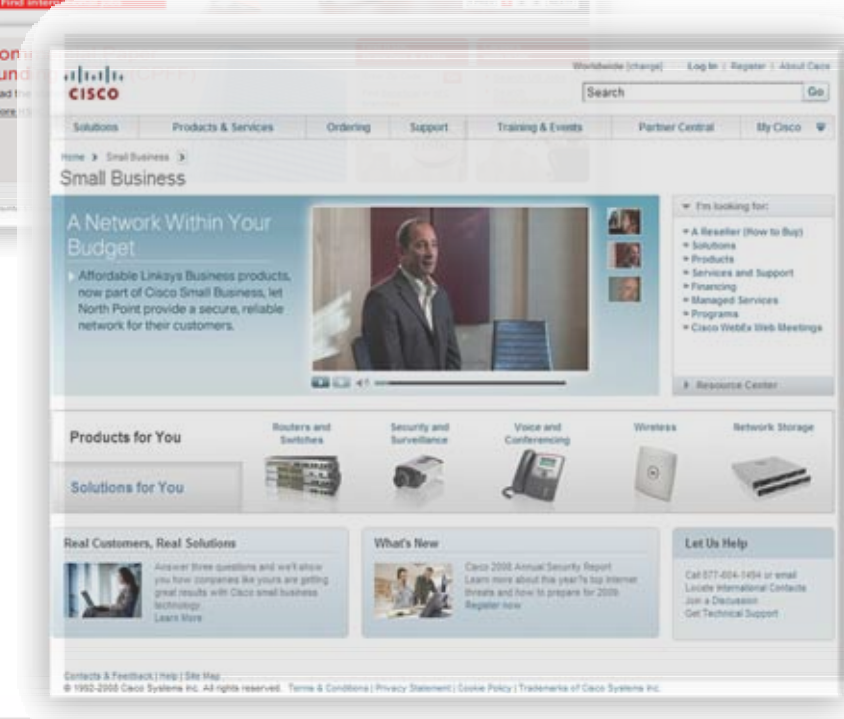 CISCO
Worldwide [change] Log In | Register | About Cisco
Search Go
Solutions Products & Services Ordering Support Training & Events Partner Central My Cisco
Home Small Business
Small Business
A Network Within Your
Budget
Affordable Linksys Business products,
now part of Cisco Small Business, let
North Point provide a secure, reliable
network for their customers.
I'm looking for:
A Reseller (How to Buy)
Solutions
Products
Services and Support
Financing
Managed Services
Programs
Cisco WebEx Web Meetings
Resource Center
Products for You
Solutions for You
Routers and
Switches
Security and
Surveillance
Voice and
Conferencing
Wireless
Network Storage
Real Customers, Real Solutions
Answer three questions and we'll show
you how companies like yours are getting
great results with Cisco small business
technology.
Learn More
What's New
Cisco 2008 Annual Security Report
Learn more about this year?s top Internet
threats and how to prepare for 2009.
Register now
Let Us Help
Call 877-604-1494 or email
Locate International Contacts
Join a Discussion
Get Technical Support
Contacts & Feedback | Help | Site Map
© 1992-2008 Cisco Systems Inc. All rights reserved. Terms & Conditions | Privacy Statement | Cookie Policy | Trademarks of Cisco Systems Inc.